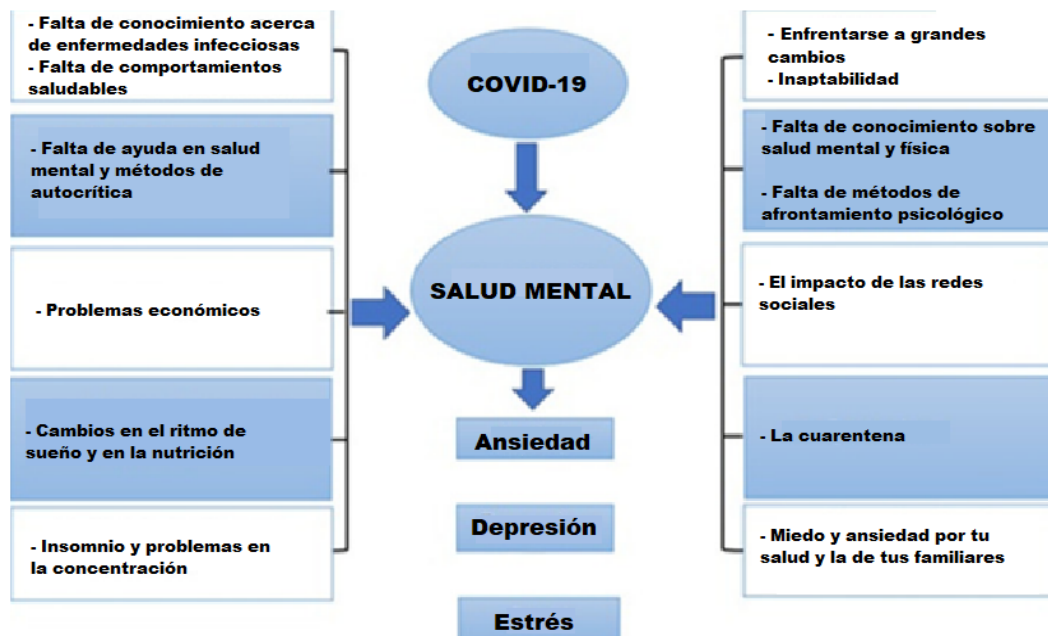 - Falta de conocimiento acerca
de enfermedades infecciosas
- Falta de comportamientos
saludables
- Falta de ayuda en salud
mental y métodos de
autocrítica
- Problemas económicos
- Cambios en el ritmo de
sueño y en la nutrición
- Insomnio y problemas en
la concentración
COVID-19
SALUD MENTAL
Ansiedad
Depresión
Estrés
- Enfrentarse a grandes
cambios
- Inaptabilidad
- Falta de conocimiento sobre
salud mental y física
- Falta de métodos de
afrontamiento psicológico
- El impacto de las redes
sociales
- La cuarentena
- Miedo y ansiedad por tu
salud y la de tus familiares